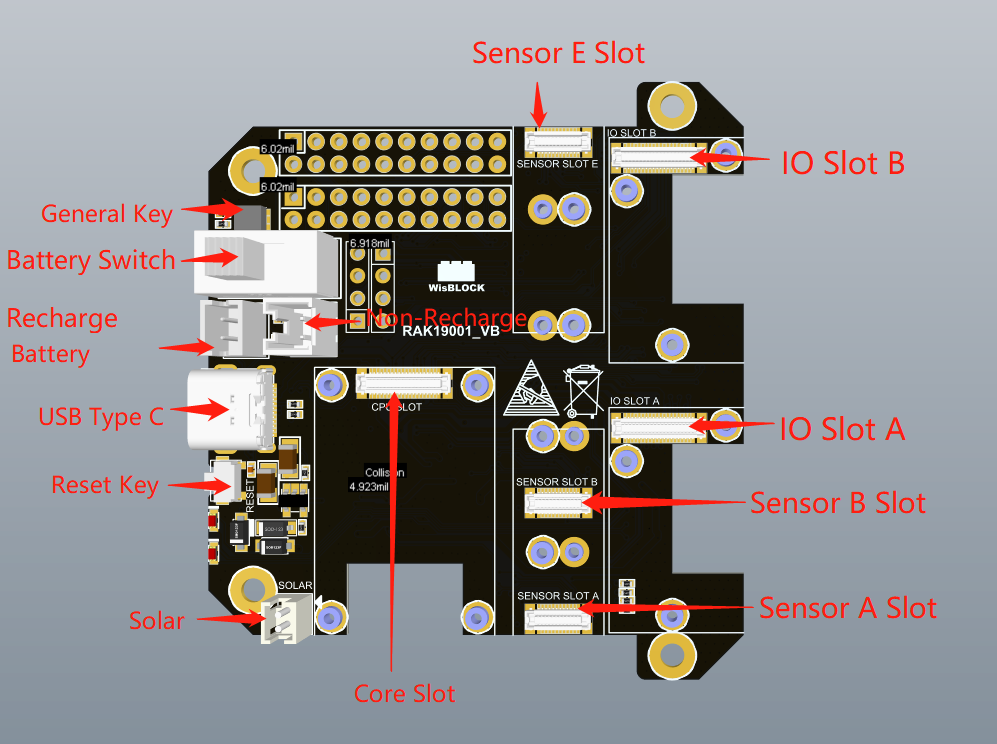 Sensor E Slot
IO SLOT B
6.02mil
SENSOR SLOT E
IO Slot B
6.02mil
General Key
6.918mil
Battery Switch
WisBLOCK
Recharge
Battery
Non-Recharge
RAK19001_VB
USB Type C
CPU SLOT
IO SLOT A
IO Slot A
Collision
4.923mil
Reset Key
RESET
SENSOR SLOT B
Sensor B Slot
SOLAR
SENSOR SLOT A
Sensor A Slot
Solar
Core Slot